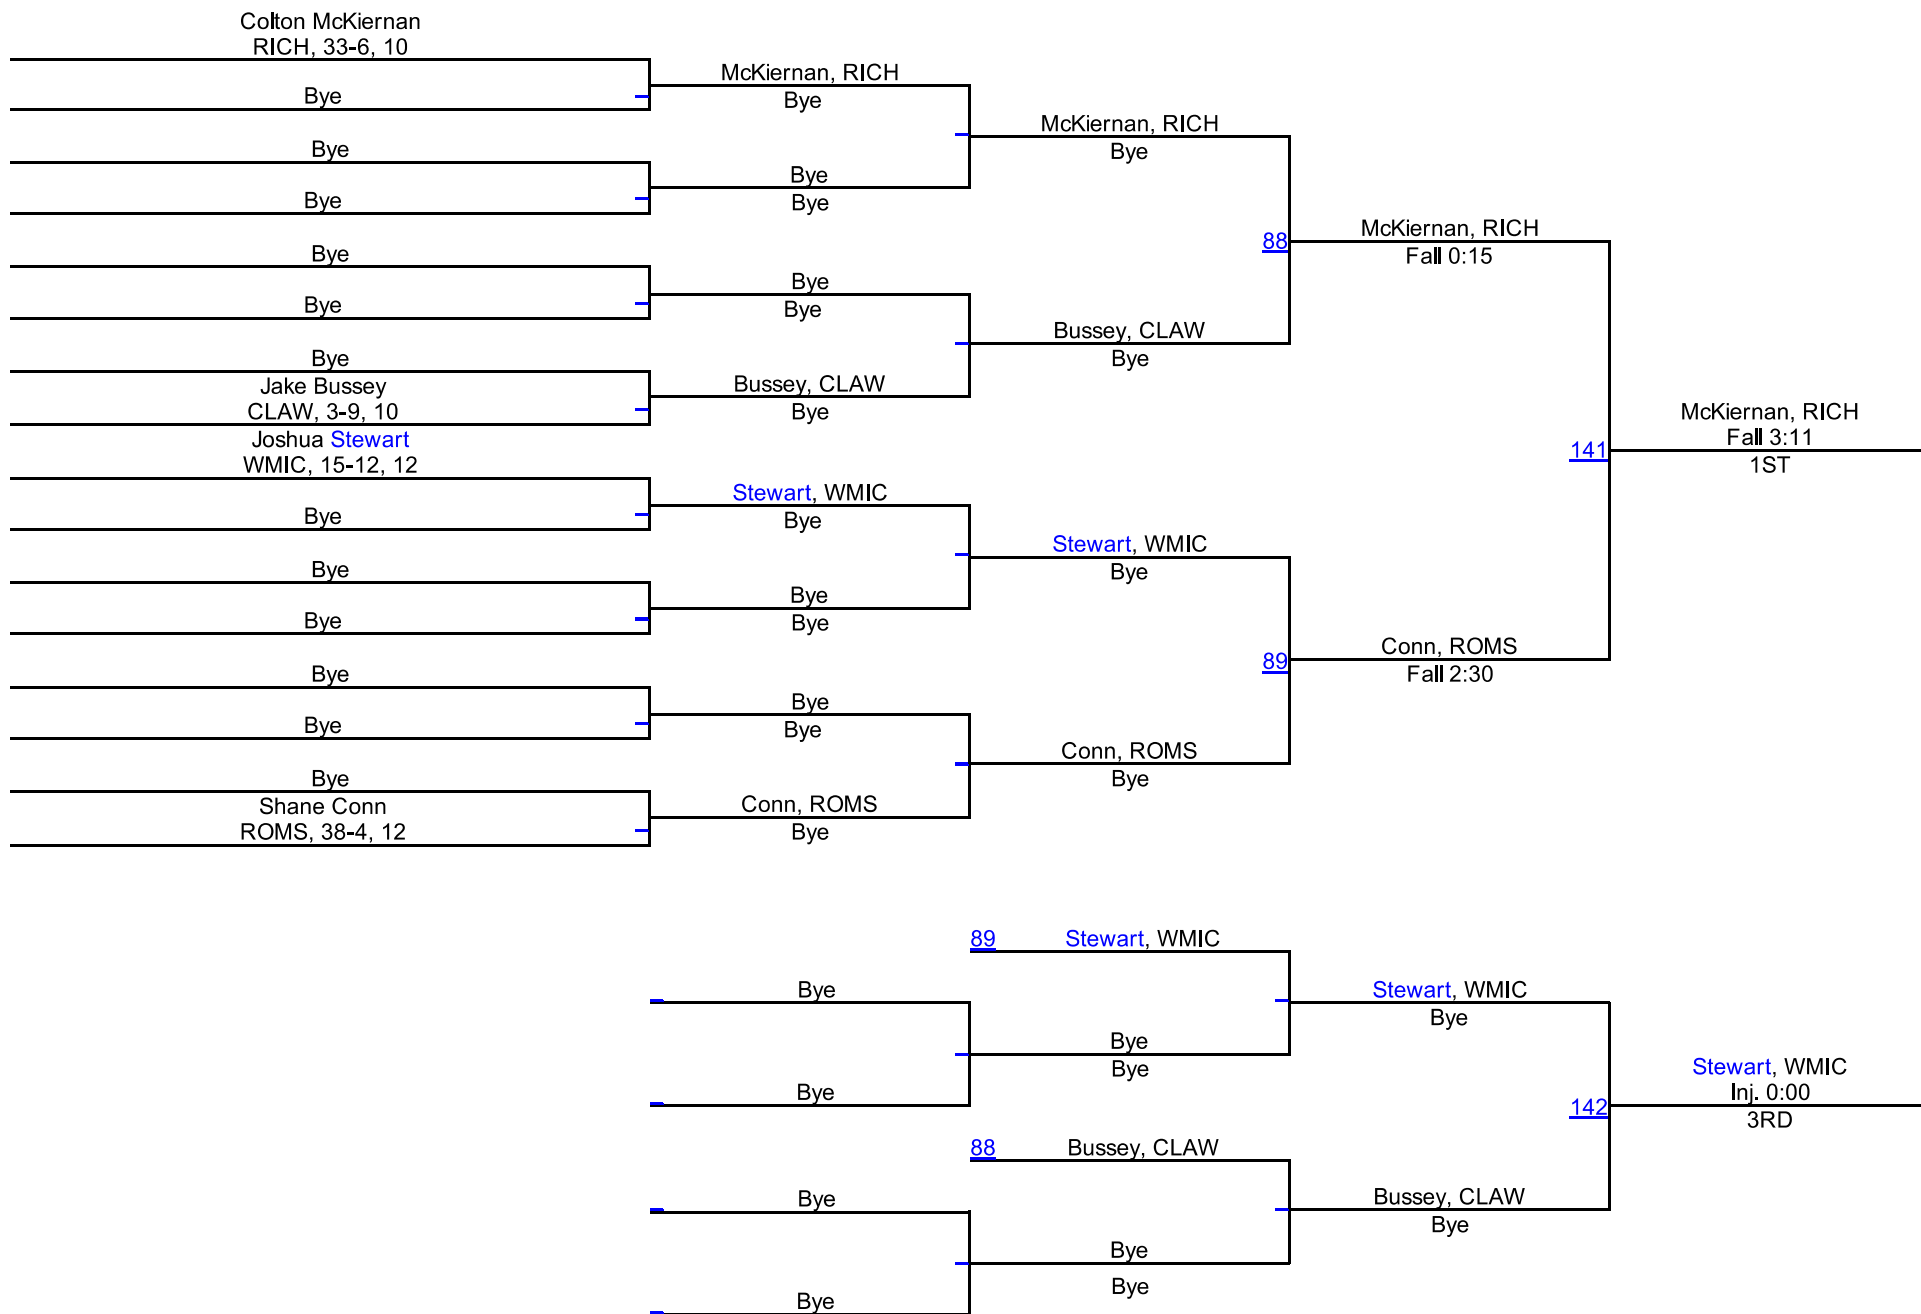 Colton McKiernan
RICH, 33-6, 10
Bye
Bye
Bye
Bye
Bye
Bye
Jake Bussey
CLAW, 3-9, 10
Joshua Stewart
WMIC, 15-12, 12
Bye
Bye
Bye
Bye
Bye
Bye
Shane Conn
ROMS, 38-4, 12
McKiernan, RICH
Bye
Bye
Bye
Bye
Bye
Bussey, CLAW
Bye
Stewart, WMIC
Bye
Bye
Bye
Bye
Bye
Conn, ROMS
Bye
McKiernan, RICH
Bye
Bussey, CLAW
Bye
Stewart, WMIC
Bye
Conn, ROMS
Bye
88
McKiernan, RICH
Fall 0:15
89
Conn, ROMS
Fall 2:30
141
McKiernan, RICH
Fall 3:11
1ST
Bye
Bye
Bye
Bye
89 Stewart, WMIC
Bye
Bye
88 Bussey, CLAW
Bye
Bye
Stewart, WMIC
Bye
Bussey, CLAW
Bye
142
Stewart, WMIC
Inj. 0:00
3RD